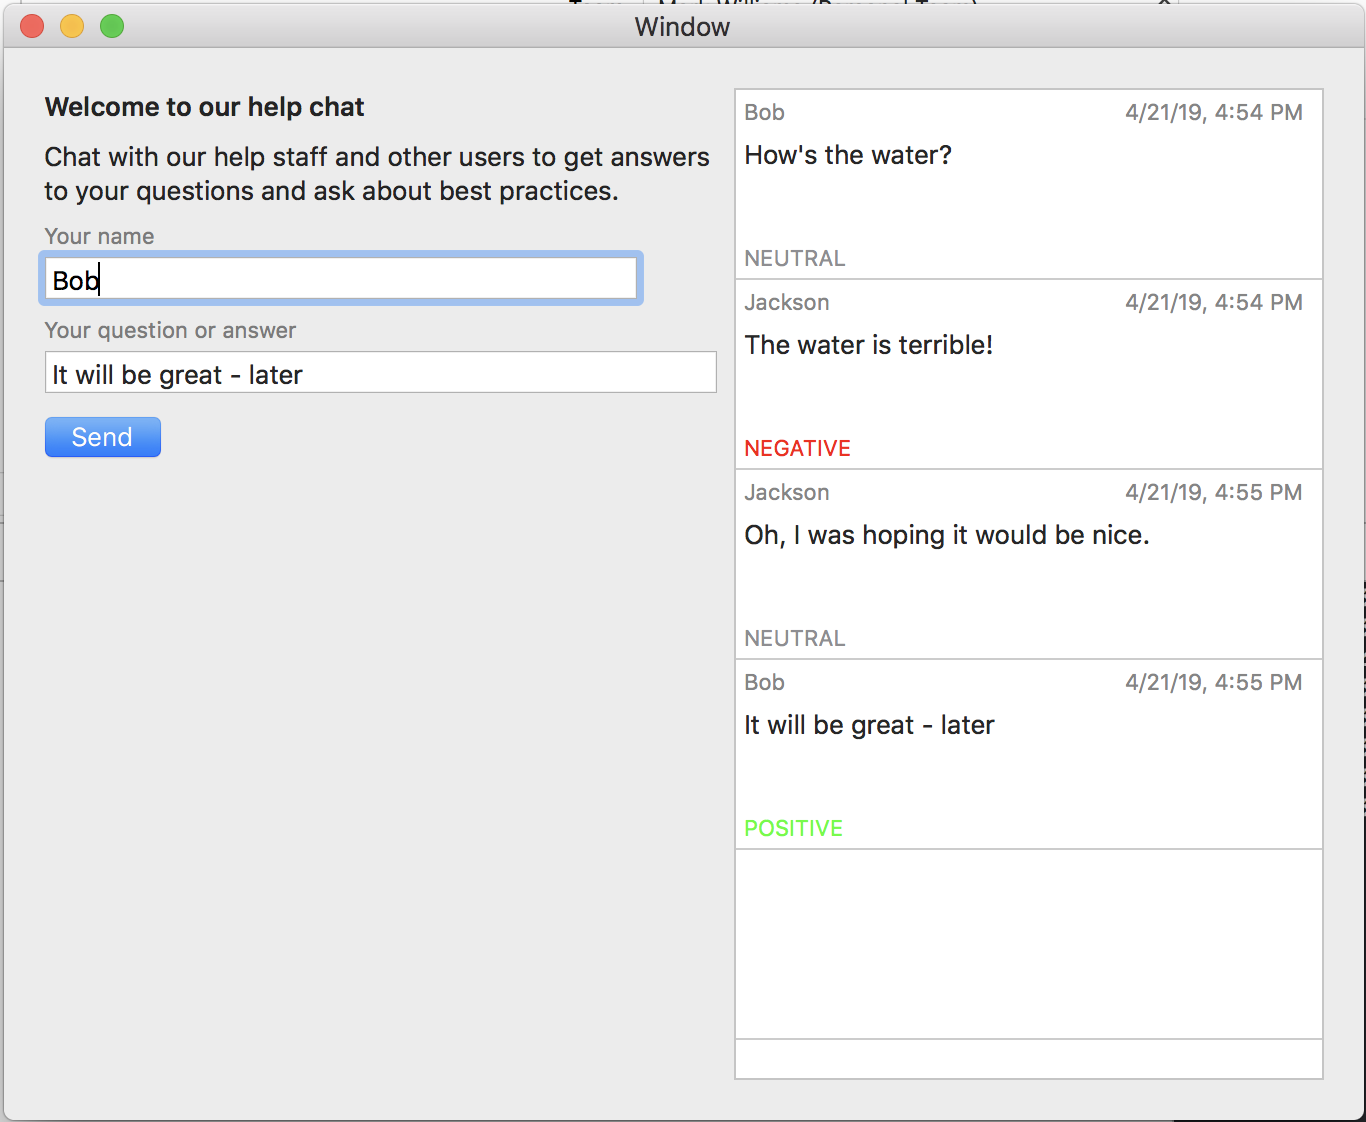 Window
Welcome to our help chat
Chat with our help staff and other users to get answers
to your questions and ask about best practices.
Your name
Bob
Your question or answer
It will be great - later
Send
Bob 4/21/19, 4:54 PM
How's the water?
NEUTRAL
Jackson 4/21/19, 4:54 PM
The water is terrible!
NEGATIVE
Jackson 4/21/19, 4:55 PM
Oh, I was hoping it would be nice.
NEUTRAL
Bob 4/21/19, 4:55 PM
It will be great - later
POSITIVE